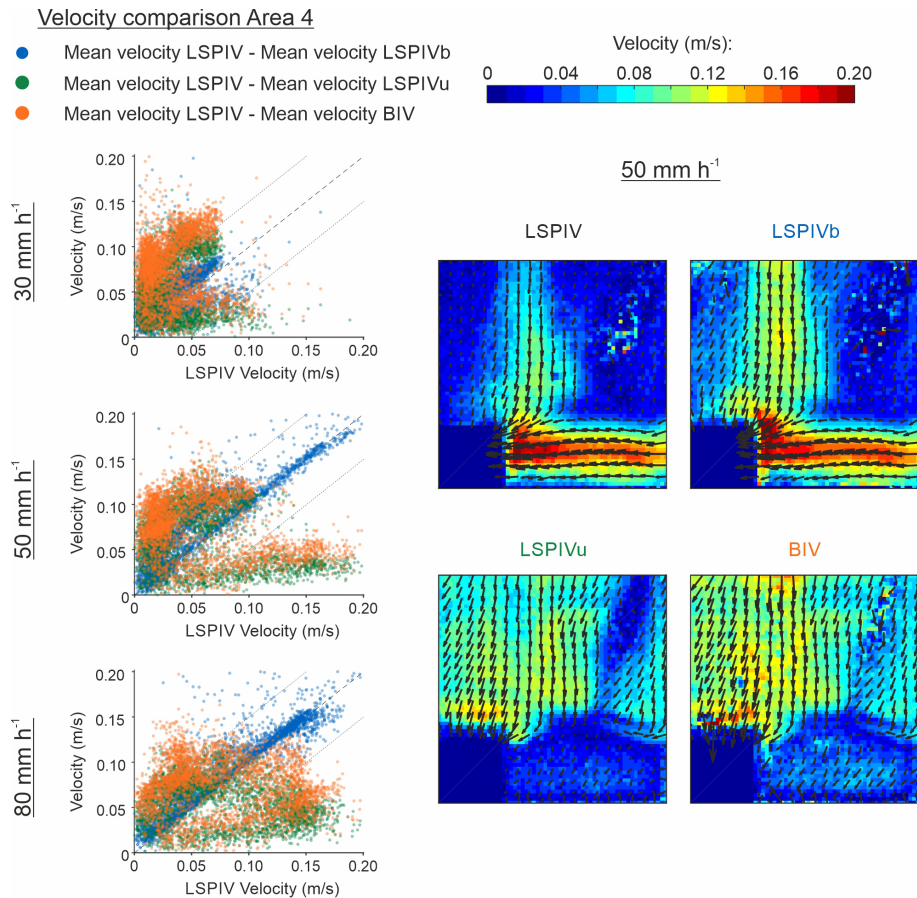 Velocity comparison Area 4
Mean velocity LSPIV - Mean velocity LSPIVb
Mean velocity LSPIV - Mean velocity LSPIVu
Mean velocity LSPIV - Mean velocity BIV
Velocity (m/s):
0 0.04 0.08 0.12 0.16 0.20
30 mm h⁻¹
Velocity (m/s)
0.20
0.15
0.10
0.05
0
0 0.05 0.10 0.15 0.20
LSPIV Velocity (m/s)
50 mm h⁻¹
Velocity (m/s)
0.20
0.15
0.10
0.05
0
0 0.05 0.10 0.15 0.20
LSPIV Velocity (m/s)
80 mm h⁻¹
Velocity (m/s)
0.20
0.15
0.10
0.05
0
0 0.05 0.10 0.15 0.20
LSPIV Velocity (m/s)
50 mm h⁻¹
LSPIV
LSPIVb
LSPIVu
BIV